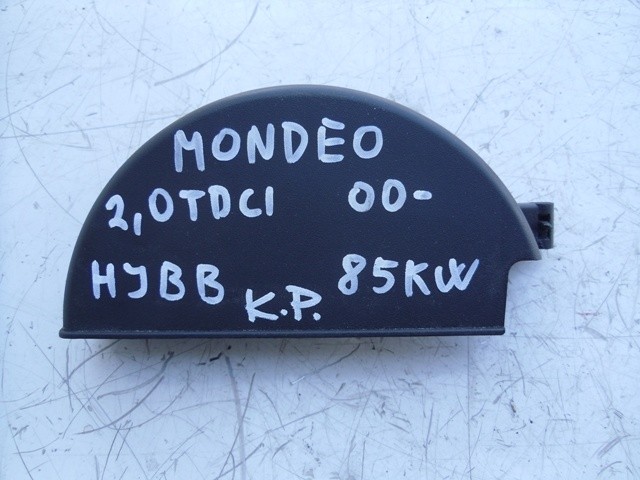 MONDEO
2,0TDCI 00-
HJBB 85KW
K.P.